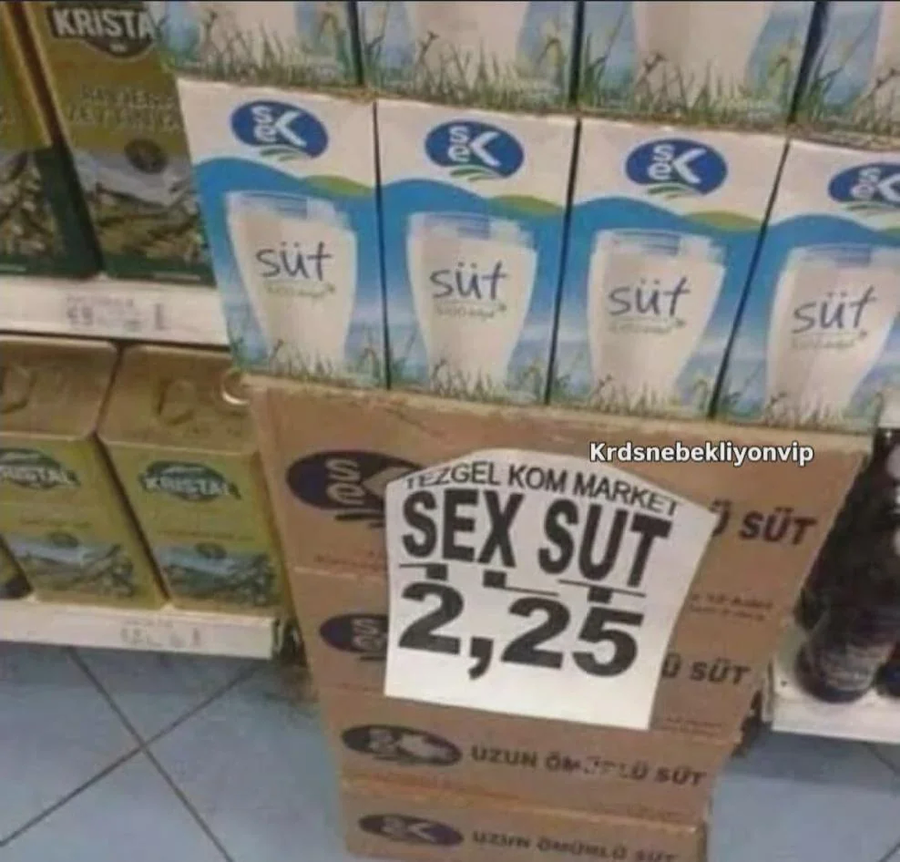 KRISTA
SEK
SEK
SEK
SEK
süt
süt
süt
süt
Krdsnebekliyonvip
TEZGEL KOM MARKET
SEX SUT
2,25
Ü SÜT
Ü SÜT
KRISTAL
KRISTAL
UZUN ÖMÜRLÜ SÜT
UZUN ÖMÜRLÜ SÜT